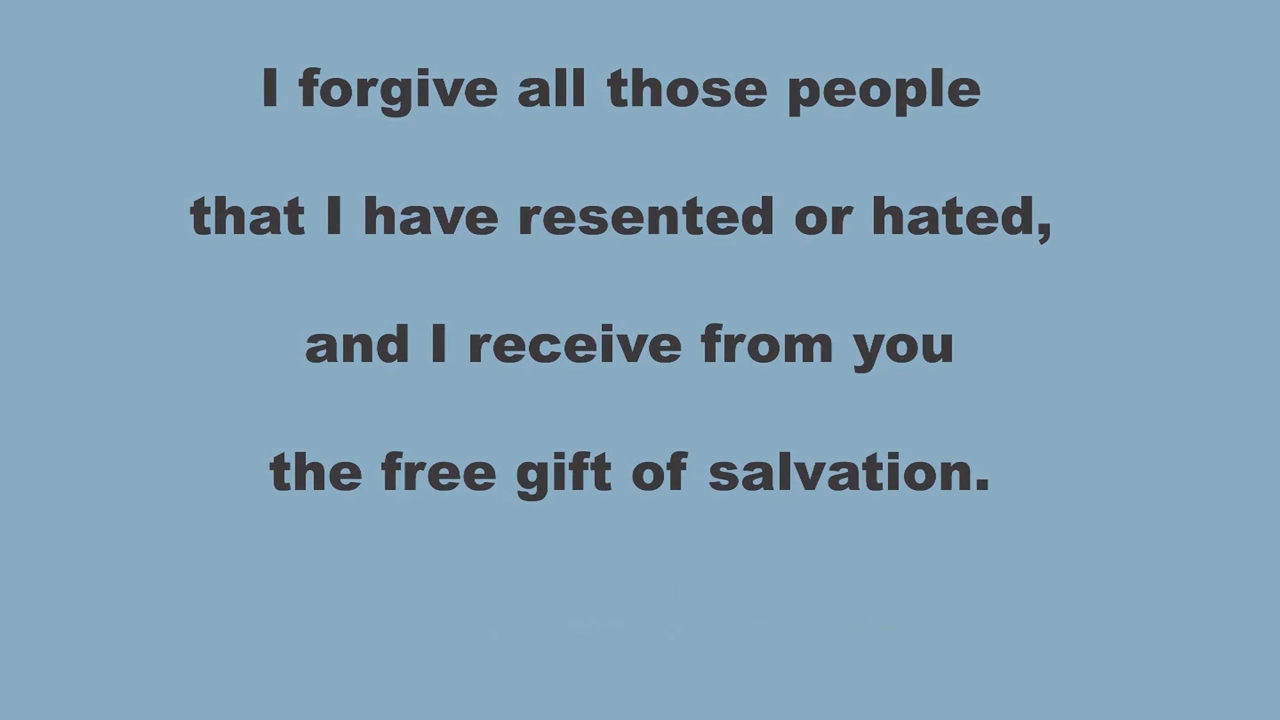 I forgive all those people
that I have resented or hated,
and I receive from you
the free gift of salvation.